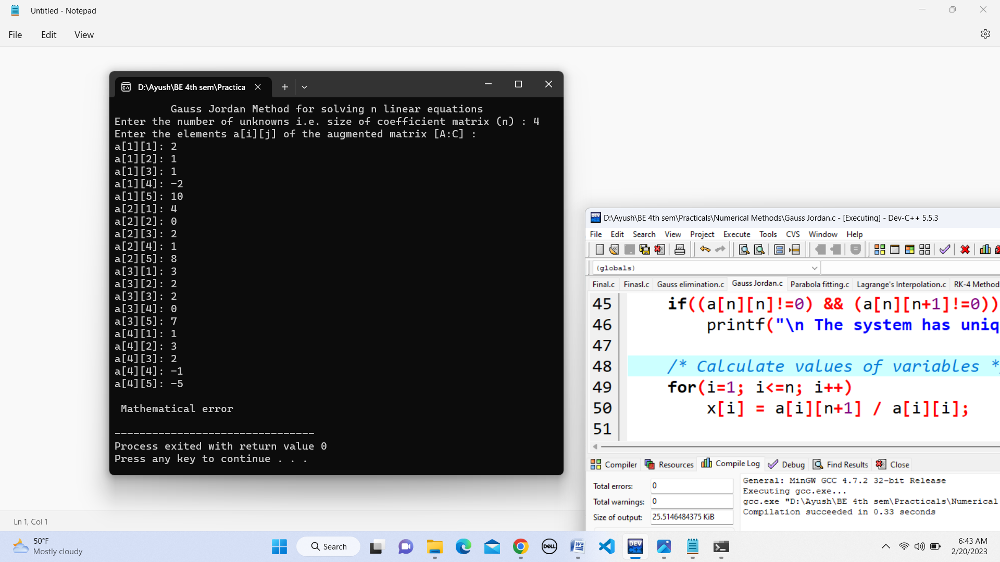 Untitled - Notepad
File Edit View
D:\Ayush\BE 4th sem\Practica
Gauss Jordan Method for solving n linear equations
Enter the number of unknowns i.e. size of coefficient matrix (n) : 4
Enter the elements a[i][j] of the augmented matrix [A:C] :
a[1][1]: 2
a[1][2]: 1
a[1][3]: 1
a[1][4]: -2
a[1][5]: 10
a[2][1]: 4
a[2][2]: 0
a[2][3]: 2
a[2][4]: 1
a[2][5]: 8
a[3][1]: 3
a[3][2]: 2
a[3][3]: 2
a[3][4]: 0
a[3][5]: 7
a[4][1]: 1
a[4][2]: 3
a[4][3]: 2
a[4][4]: -1
a[4][5]: -5
Mathematical error
--------------------------------
Process exited with return value 0
Press any key to continue . . .
D:\Ayush\BE 4th sem\Practicals\Numerical Methods\Gauss Jordan.c - [Executing] - Dev-C++ 5.5.3
File Edit Search View Project Execute Tools CVS Window Help
(globals)
Final.c Finasl.c Gauss elimination.c Gauss Jordan.c Parabola fitting.c Lagrange's Interpolation.c RK-4 Method
45 if((a[n][n]!=0) && (a[n][n+1]!=0))
46 printf("\n The system has uniq
47
48 /* Calculate values of variables *
49 for(i=1; i<=n; i++)
50 x[i] = a[i][n+1] / a[i][i];
51
Compiler Resources Compile Log Debug Find Results Close
Total errors: 0
Total warnings: 0
Size of output: 25.5146484375 KiB
General: MinGW GCC 4.7.2 32-bit Release
Executing gcc.exe...
gcc.exe "D:\Ayush\BE 4th sem\Practicals\Numerical
Compilation succeeded in 0.33 seconds
Ln 1, Col 1
50°F
Mostly cloudy
Search
DELL
DEV
C++
6:43 AM
2/20/2023